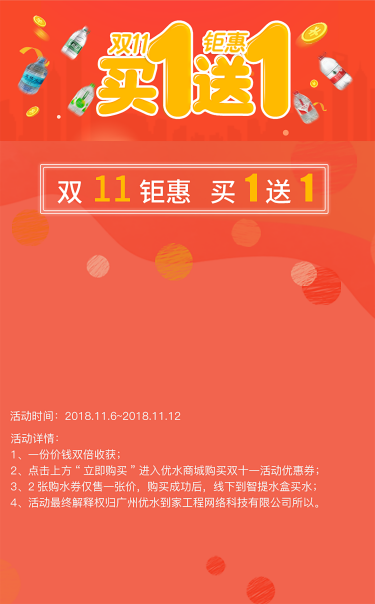 双11 钜惠
买1送1
双 11 钜惠 买 1 送 1
活动时间：2018.11.6~2018.11.12
活动详情：
1、一份价钱双倍收获；
2、点击上方“立即购买”进入优水商城购买双十一活动优惠券；
3、2张购水券仅售一张价，购买成功后，线下到智提水盒买水；
4、活动最终解释权归广州优水到家工程网络科技有限公司所以。